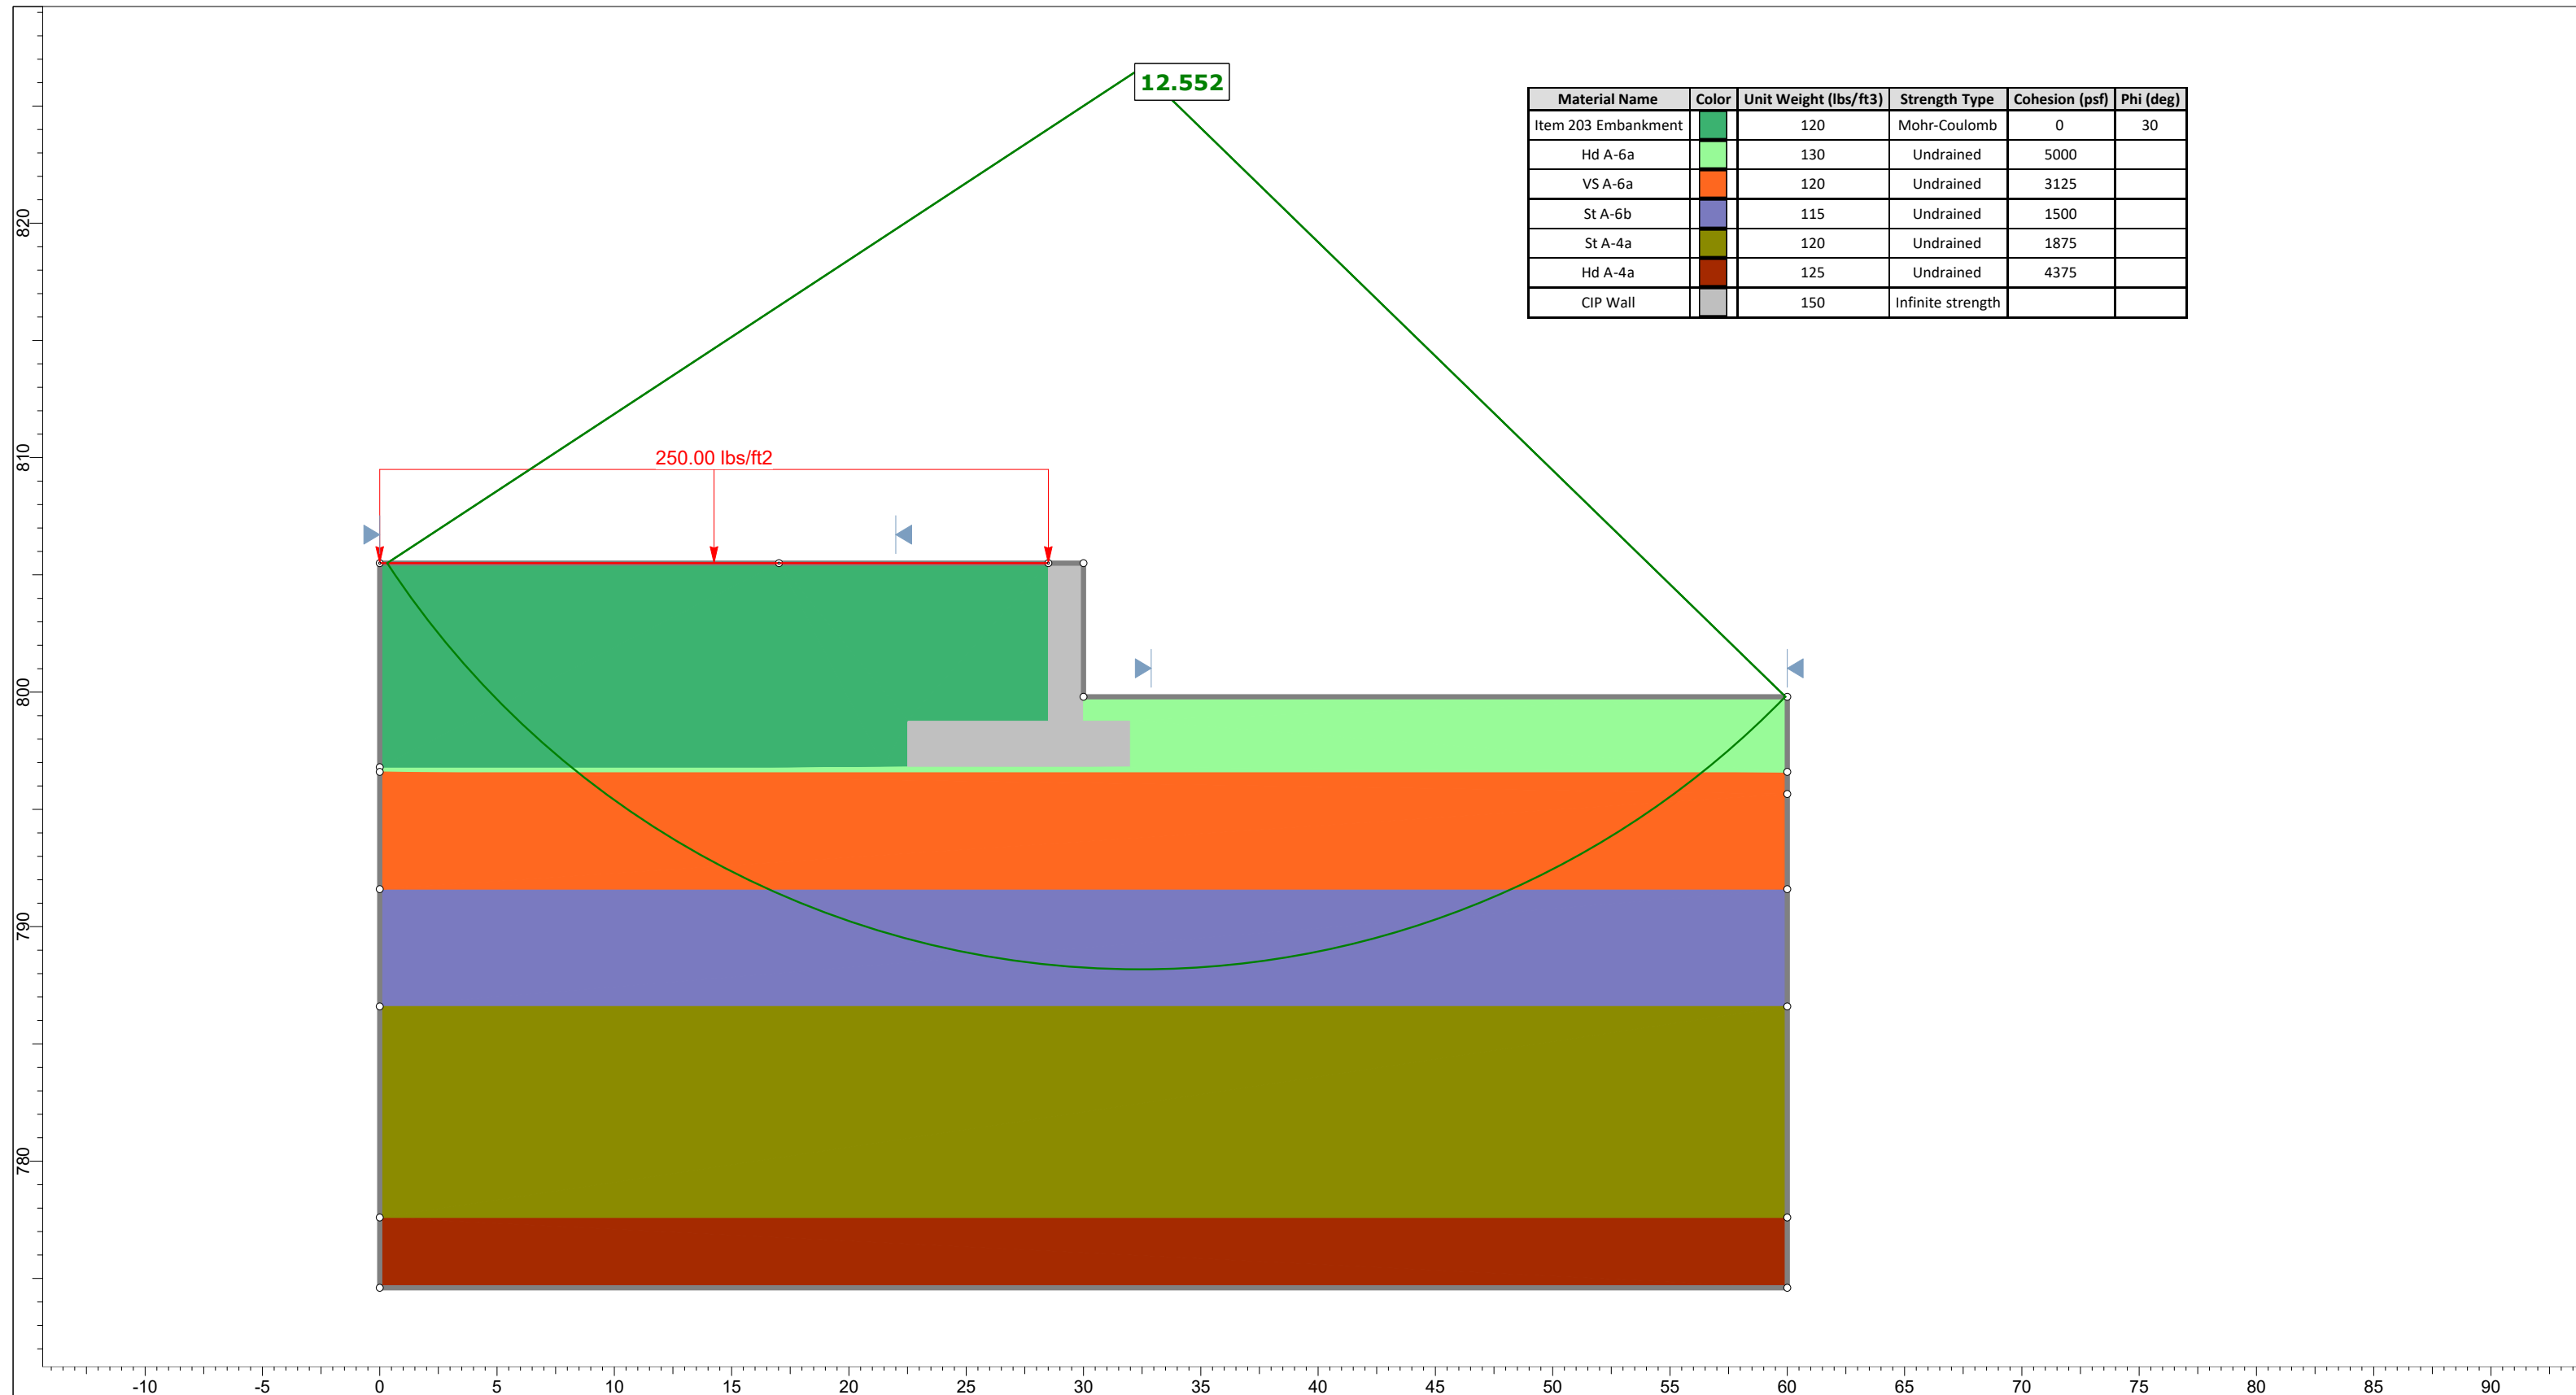 12.552
Material Name Color Unit Weight (lbs/ft3) Strength Type Cohesion (psf) Phi (deg)
Item 203 Embankment 120 Mohr-Coulomb 0 30
Hd A-6a 130 Undrained 5000
VS A-6a 120 Undrained 3125
St A-6b 115 Undrained 1500
St A-4a 120 Undrained 1875
Hd A-4a 125 Undrained 4375
CIP Wall 150 Infinite strength
250.00 lbs/ft2
820
810
800
790
780
-10 -5 0 5 10 15 20 25 30 35 40 45 50 55 60 65 70 75 80 85 90